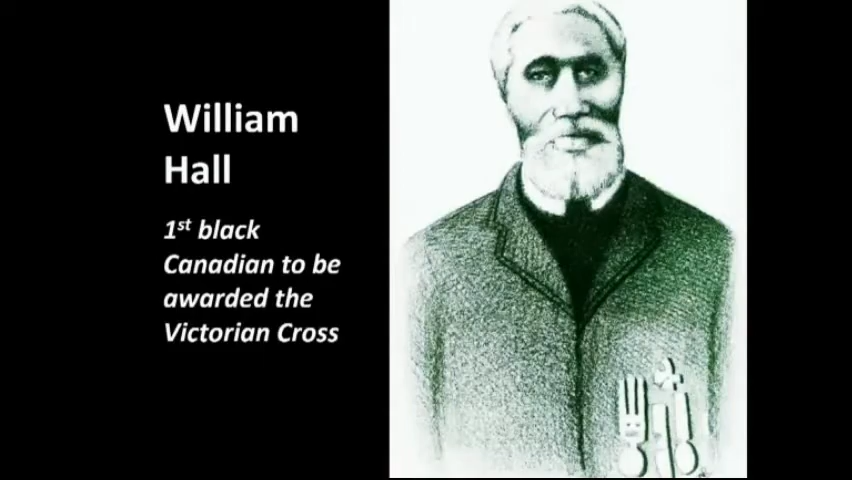 William
Hall
1st black
Canadian to be
awarded the
Victorian Cross